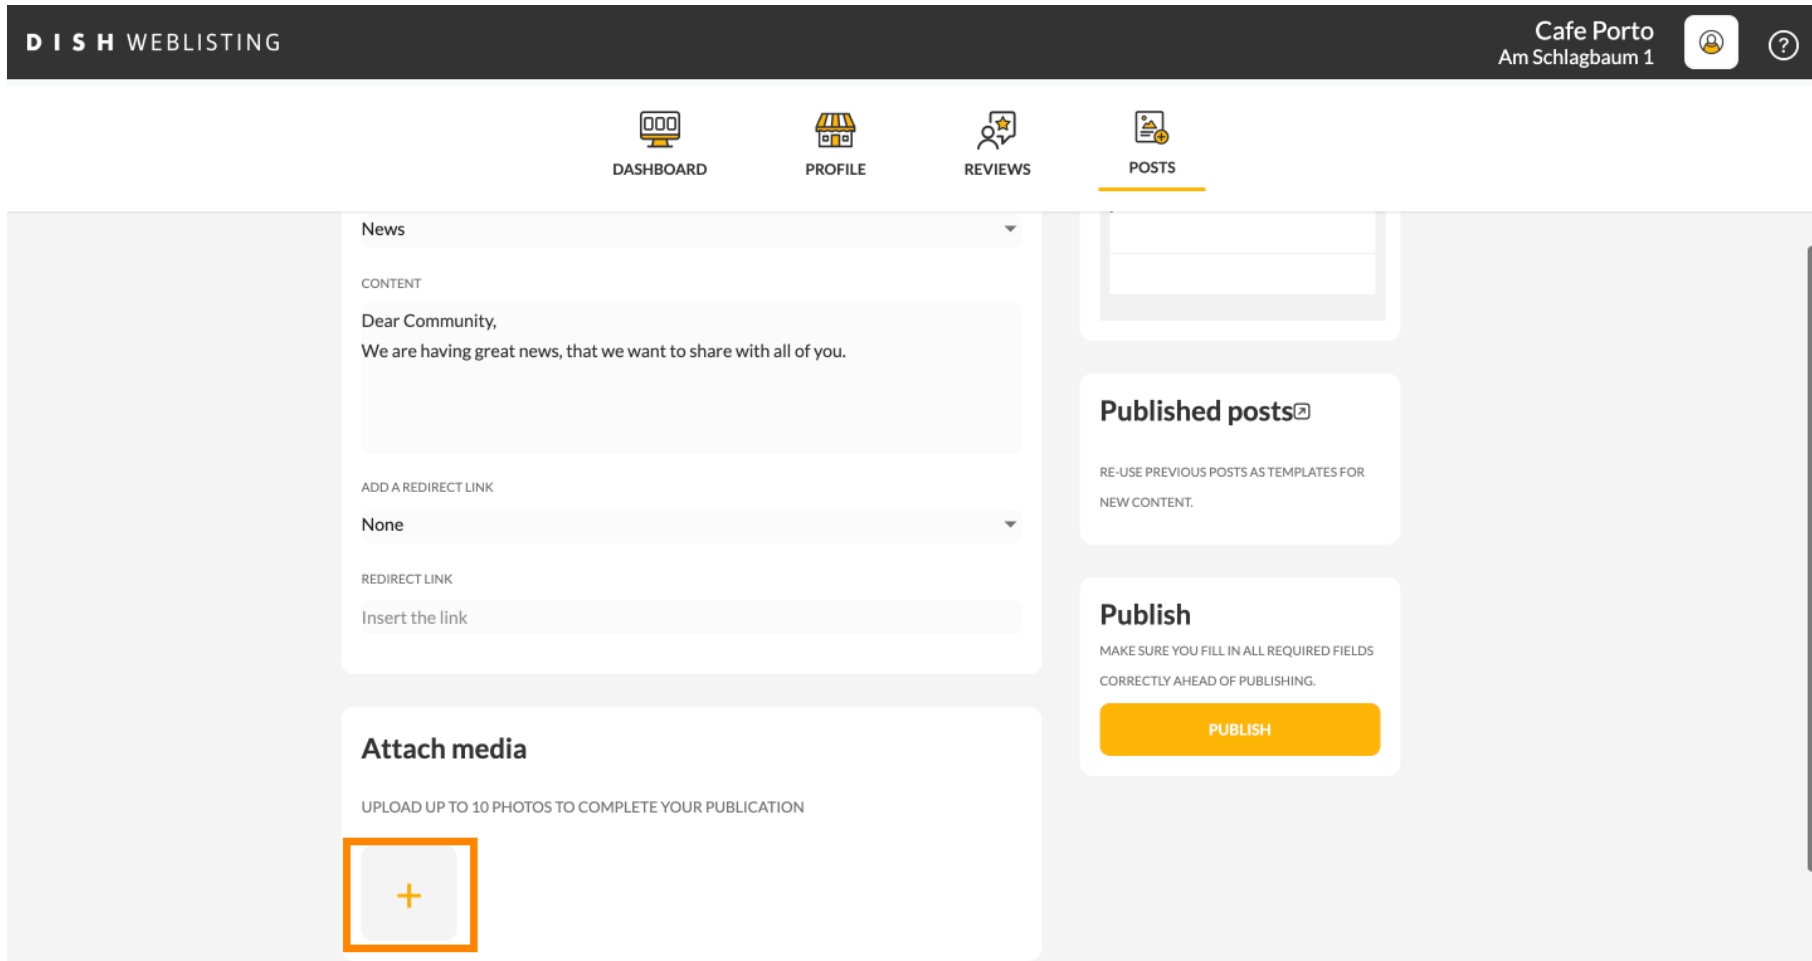 DISH WEBLISTING
Cafe Porto
Am Schlagbaum 1
DASHBOARD
PROFILE
REVIEWS
POSTS
News
CONTENT
Dear Community,
We are having great news, that we want to share with all of you.
ADD A REDIRECT LINK
None
REDIRECT LINK
Insert the link
Attach media
UPLOAD UP TO 10 PHOTOS TO COMPLETE YOUR PUBLICATION
+
Published posts
RE-USE PREVIOUS POSTS AS TEMPLATES FOR
NEW CONTENT.
Publish
MAKE SURE YOU FILL IN ALL REQUIRED FIELDS
CORRECTLY AHEAD OF PUBLISHING.
PUBLISH